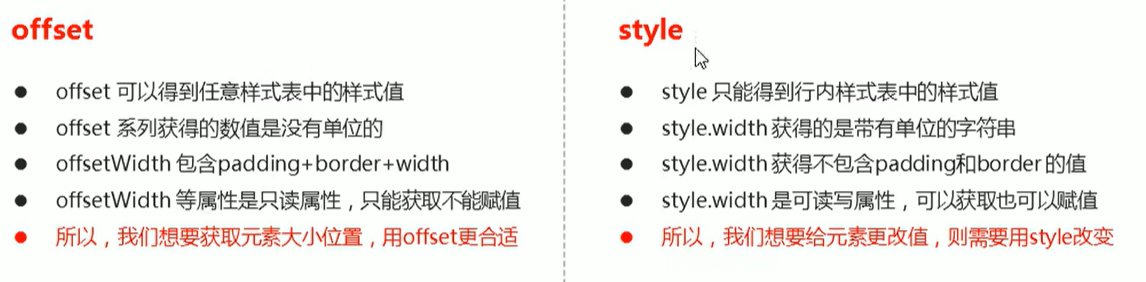 offset
● offset 可以得到任意样式表中的样式值
● offset 系列获得的数值是没有单位的
● offsetWidth 包含padding+border+width
● offsetWidth 等属性是只读属性，只能获取不能赋值
● 所以，我们想要获取元素大小位置，用offset更合适
style
● style 只能得到行内样式表中的样式值
● style.width 获得的是带有单位的字符串
● style.width 获得不包含padding和border 的值
● style.width 是可读写属性，可以获取也可以赋值
● 所以，我们想要给元素更改值，则需要用style改变